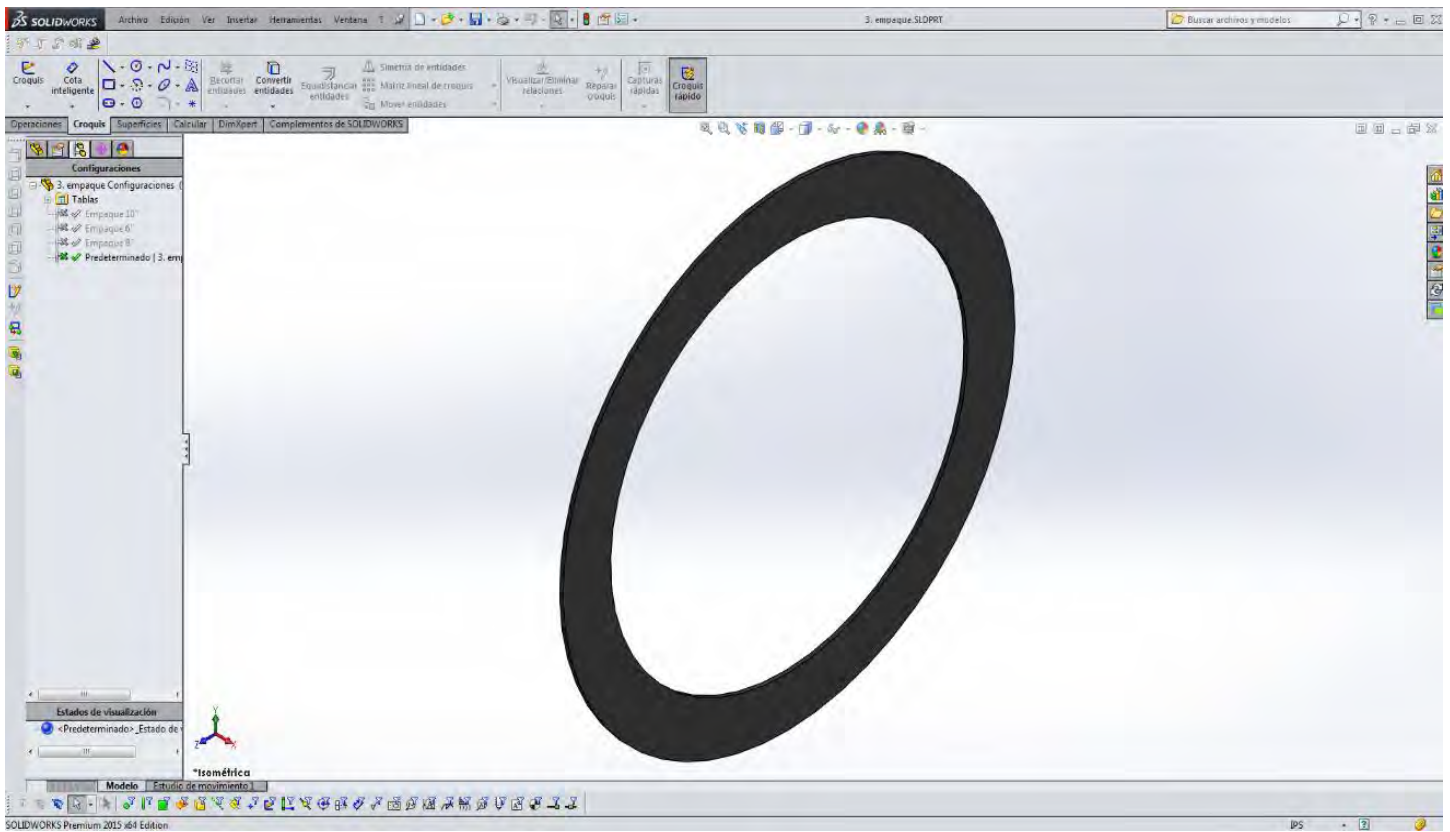 SOLIDWORKS Archivo Edición Ver Insertar Herramientas Ventana ? 3. empaque.SLDPRT Buscar archivos y modelos
Croquis Cota inteligente Recortar entidades Convertir entidades Equidistanciar entidades Simetría de entidades Visualizar/Eliminar relaciones Reparar croquis Capturas rápidas Croquis rápido
Matriz lineal de croquis
Mover entidades
Operaciones Croquis Superficies Calcular DimXpert Complementos de SOLIDWORKS
Configuraciones
3. empaque Configuraciones (
Tablas
Empaque 10"
Empaque 6"
Empaque 8"
Predeterminado [ 3. emp
Estados de visualización
<Predeterminado>_Estado de v
Y
Z X
*Isométrica
Modelo Estudio de movimiento 1
SOLIDWORKS Premium 2015 x64 Edition IPS